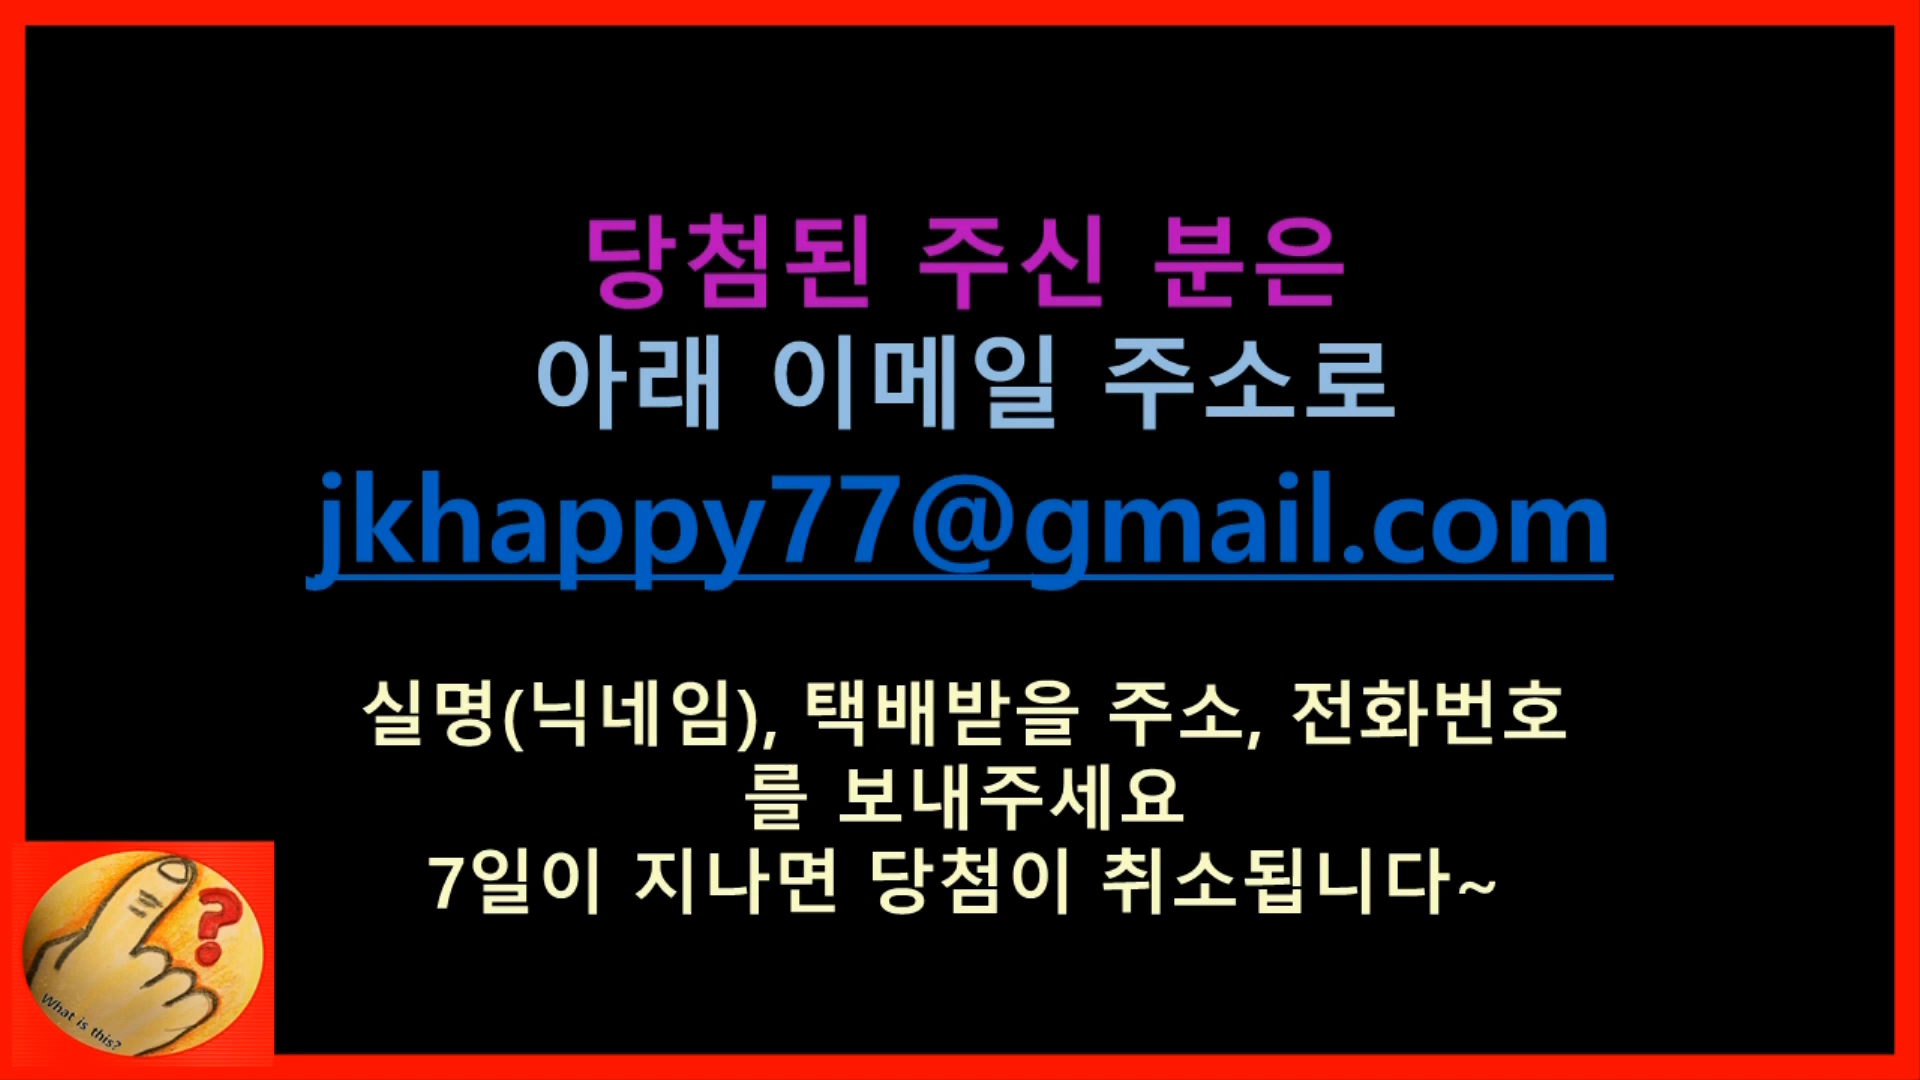 당첨된 주신 분은
아래 이메일 주소로
jkhappy77@gmail.com
실명(닉네임), 택배받을 주소, 전화번호
를 보내주세요
7일이 지나면 당첨이 취소됩니다~
What is this?